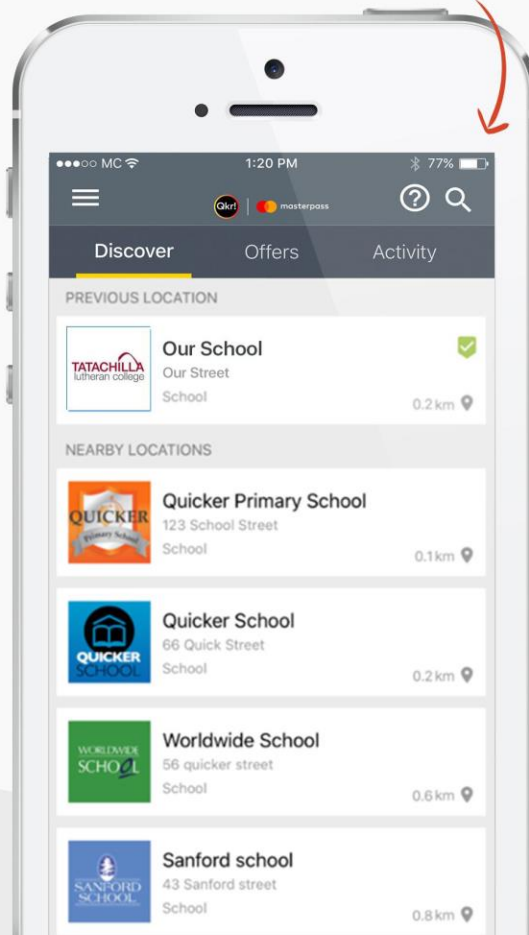 MC
1:20 PM
77%
Qkr!
masterpass
?
Discover
Offers
Activity
PREVIOUS LOCATION
TATACHILLA
lutheran college
Our School
Our Street
School
0.2 km
NEARBY LOCATIONS
QUICKER
Primary School
Quicker Primary School
123 School Street
School
0.1 km
QUICKER
SCHOOL
Quicker School
66 Quick Street
School
0.2 km
WORLDWIDE
SCHOOL
Worldwide School
56 quicker street
School
0.6 km
SANFORD
SCHOOL
Sanford school
43 Sanford street
School
0.8 km